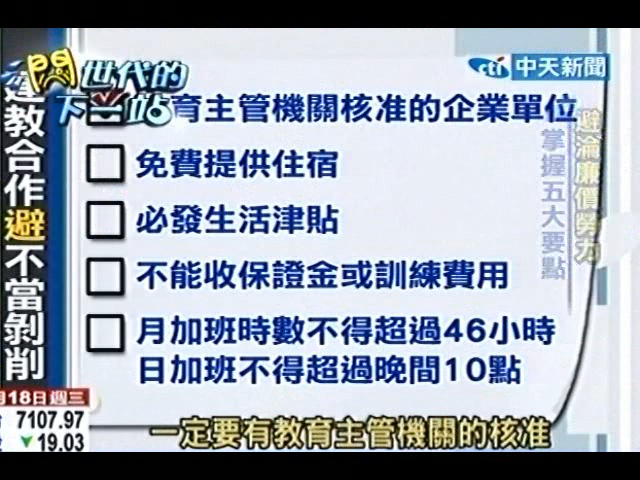 闖世代的
下一站
cti 中天新聞
育主管機關核准的企業單位
免費提供住宿
必發生活津貼
不能收保證金或訓練費用
月加班時數不得超過46小時
日加班不得超過晚間10點
避淪廉價勞力
掌握五大要點
建教合作避不當剝削
月18日週三
7107.97
▼19.03
一定要有教育主管機關的核准